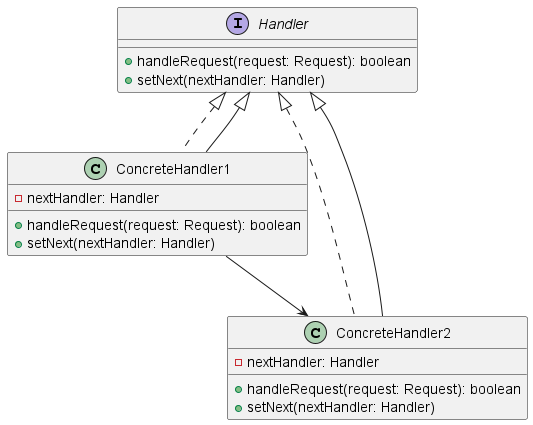 I Handler
handleRequest(request: Request): boolean
setNext(nextHandler: Handler)
C ConcreteHandler1
nextHandler: Handler
handleRequest(request: Request): boolean
setNext(nextHandler: Handler)
C ConcreteHandler2
nextHandler: Handler
handleRequest(request: Request): boolean
setNext(nextHandler: Handler)